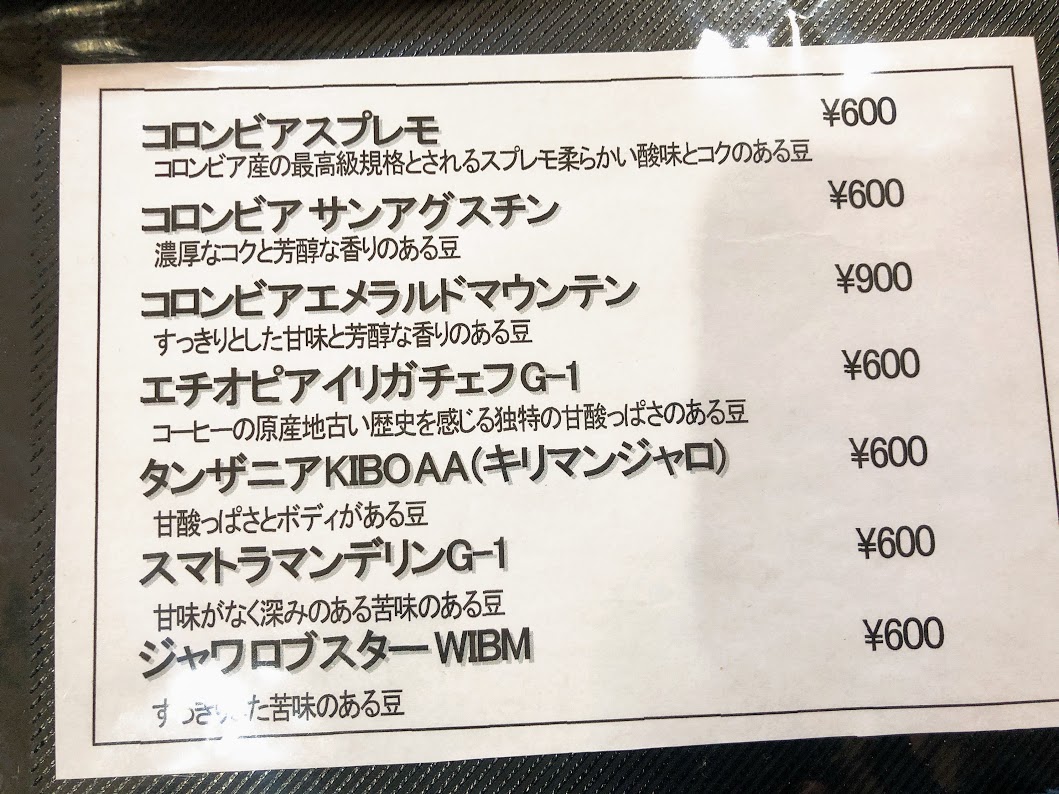 コロンビアスプレモ ¥600
コロンビア産の最高級規格とされるスプレモ柔らかい酸味とコクのある豆
コロンビア サンアグスチン ¥600
濃厚なコクと芳醇な香りのある豆
コロンビアエメラルドマウンテン ¥900
すっきりとした甘味と芳醇な香りのある豆
エチオピアイリガチェフG-1 ¥600
コーヒーの原産地古い歴史を感じる独特の甘酸っぱさのある豆
タンザニアKIBOAA(キリマンジャロ) ¥600
甘酸っぱさとボディがある豆
スマトラマンデリンG-1 ¥600
甘味がなく深みのある苦味のある豆
ジャワロブスターWIBM ¥600
すっきりとした苦味のある豆